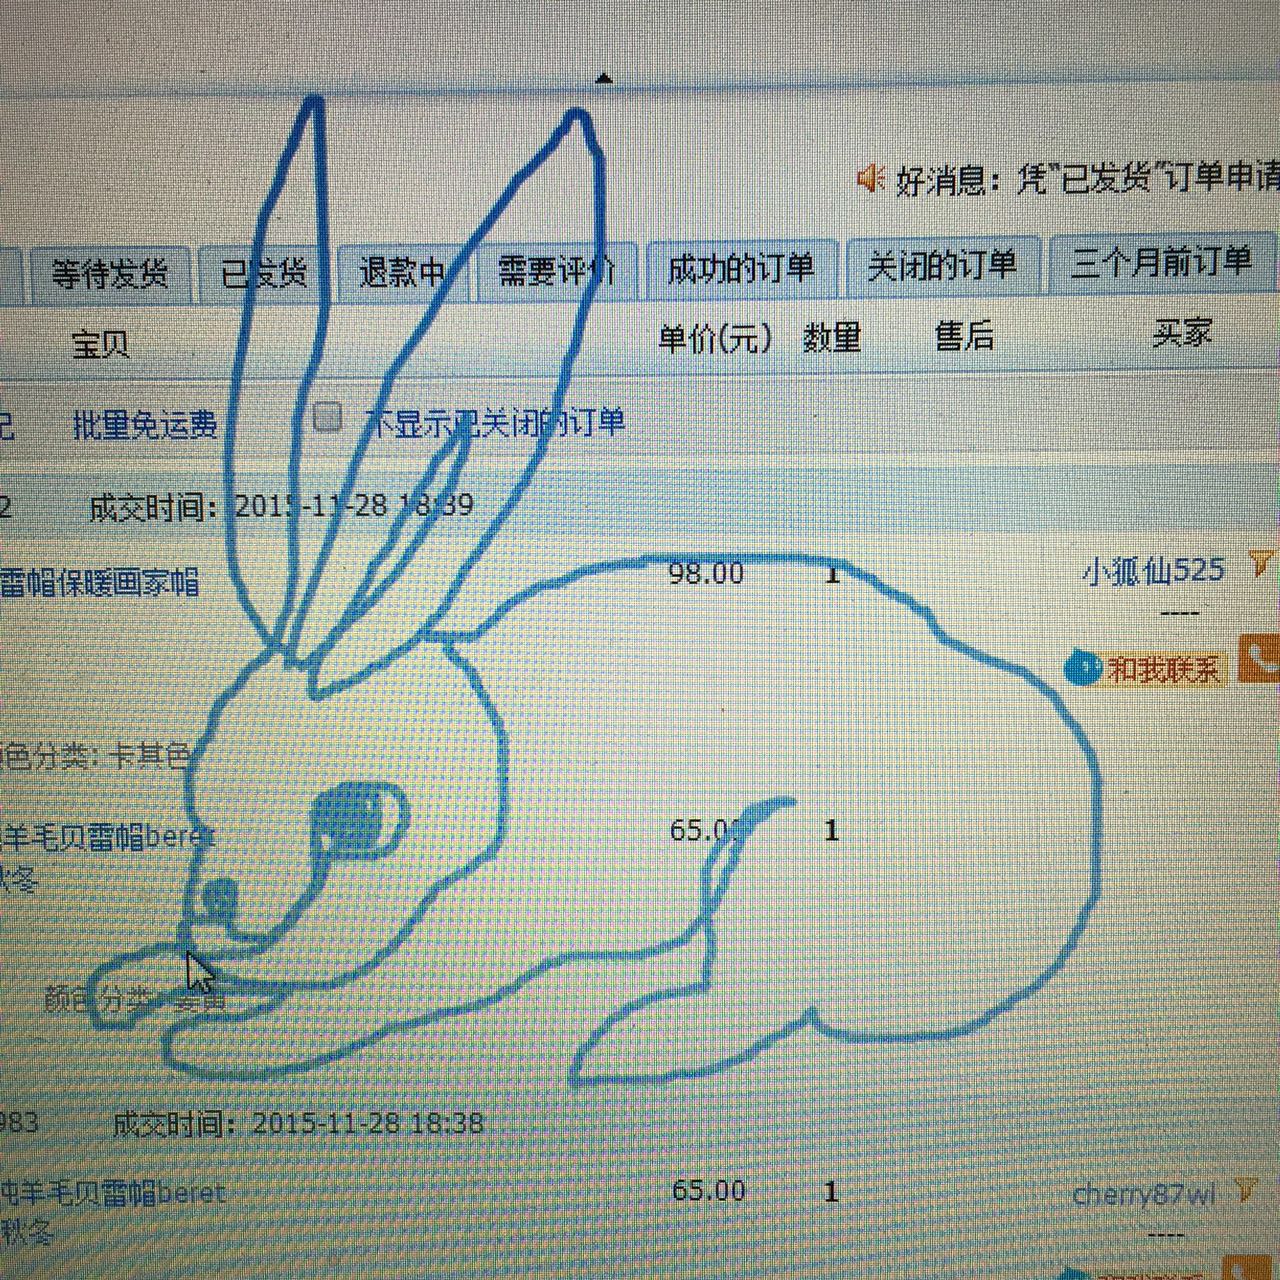 好消息：凭"已发货"订单申请
等待发货 已发货 退款中 需要评价 成功的订单 关闭的订单 三个月前订单
宝贝 单价(元) 数量 售后 买家
批量免运费 不显示已关闭的订单
2 成交时间：2015-11-28 18:39
雷帽保暖画家帽 98.00 1 小狐仙525
----
和我联系
色分类：卡其色
羊毛贝雷帽beret 65.00 1
秋冬
颜色分类：姜黄
983 成交时间：2015-11-28 18:38
纯羊毛贝雷帽beret 65.00 1 cherry87wl
秋冬 ----